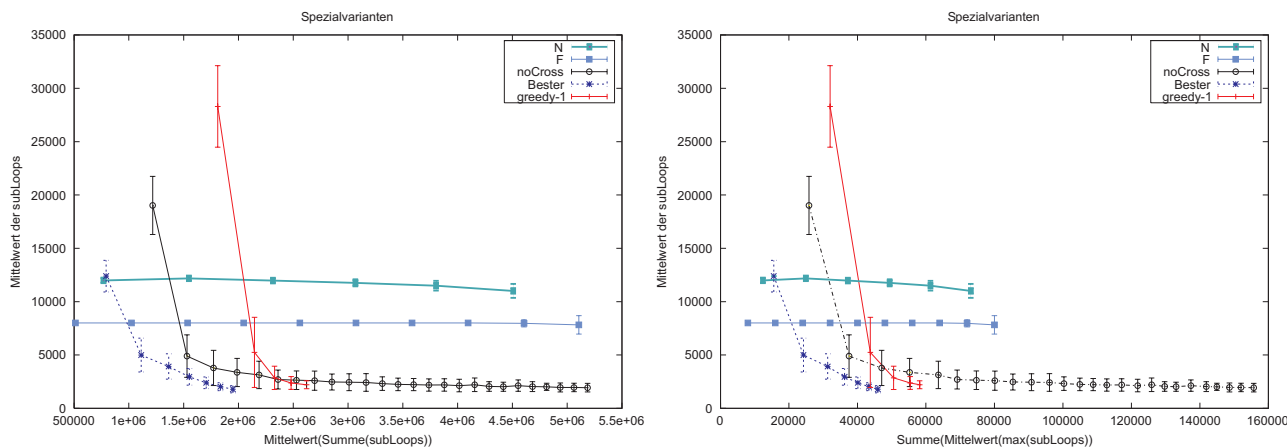 Spezialvarianten
35000
30000
25000
20000
15000
10000
5000
0
Mittelwert der subLoops
500000 1e+06 1.5e+06 2e+06 2.5e+06 3e+06 3.5e+06 4e+06 4.5e+06 5e+06 5.5e+06
Mittelwert(Summe(subLoops))
N
F
noCross
Bester
greedy-1
Spezialvarianten
35000
30000
25000
20000
15000
10000
5000
0
Mittelwert der subLoops
0 20000 40000 60000 80000 100000 120000 140000 160000
Summe(Mittelwert(max(subLoops))
N
F
noCross
Bester
greedy-1